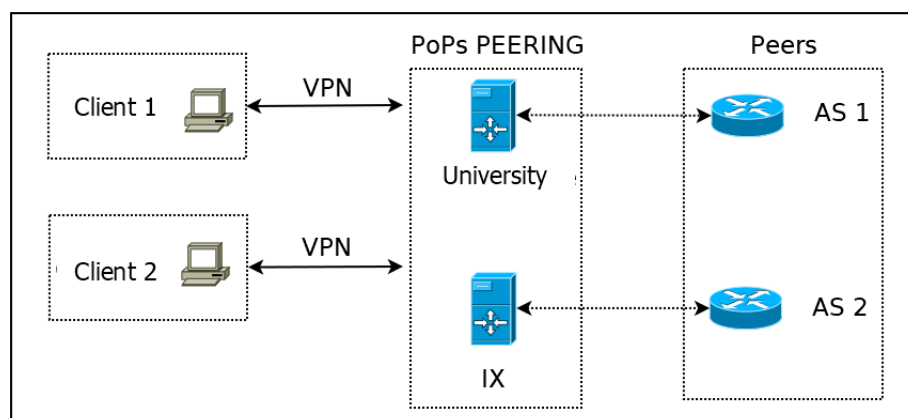 PoPs PEERING
Peers
Client 1
VPN
University
AS 1
Client 2
VPN
IX
AS 2